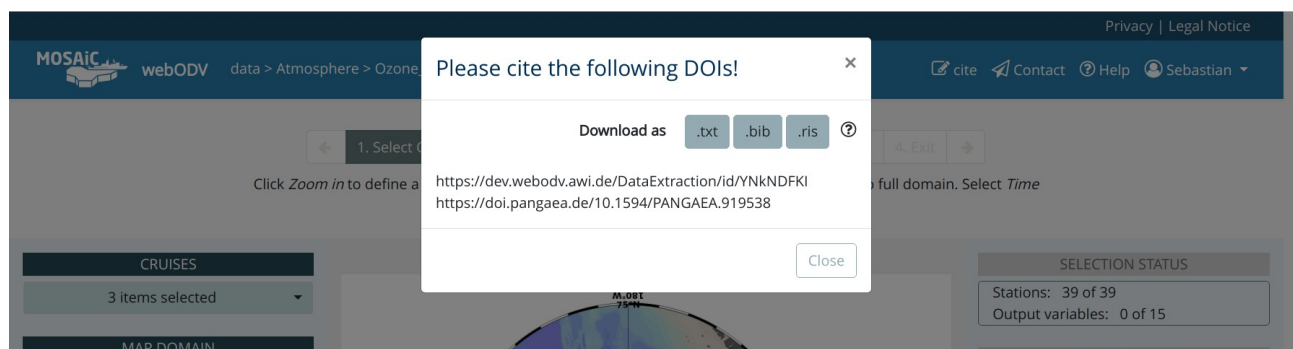 Privacy | Legal Notice
MOSAiC
webODV data > Atmosphere > Ozone_
cite Contact Help Sebastian
Please cite the following DOIs! ×
Download as .txt .bib .ris
https://dev.webodv.awi.de/DataExtraction/id/YNkNDFKI
https://doi.pangaea.de/10.1594/PANGAEA.919538
Close
1. Select
4. Exit
Click Zoom in to define a
full domain. Select Time
CRUISES
3 items selected
MAP DOMAIN
180°W
75°N
SELECTION STATUS
Stations: 39 of 39
Output variables: 0 of 15